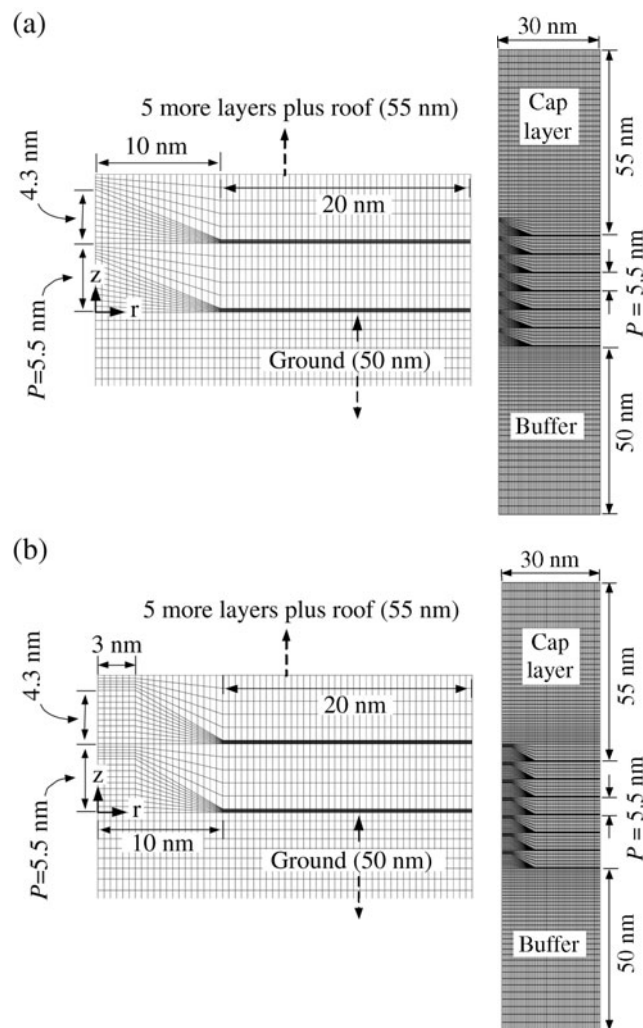 (a)
5 more layers plus roof (55 nm)
10 nm
4.3 nm
20 nm
z
r
P=5.5 nm
Ground (50 nm)
30 nm
Cap
layer
55 nm
P = 5.5 nm
Buffer
50 nm
(b)
5 more layers plus roof (55 nm)
3 nm
4.3 nm
20 nm
z
r
P=5.5 nm
10 nm
Ground (50 nm)
30 nm
Cap
layer
55 nm
P = 5.5 nm
Buffer
50 nm